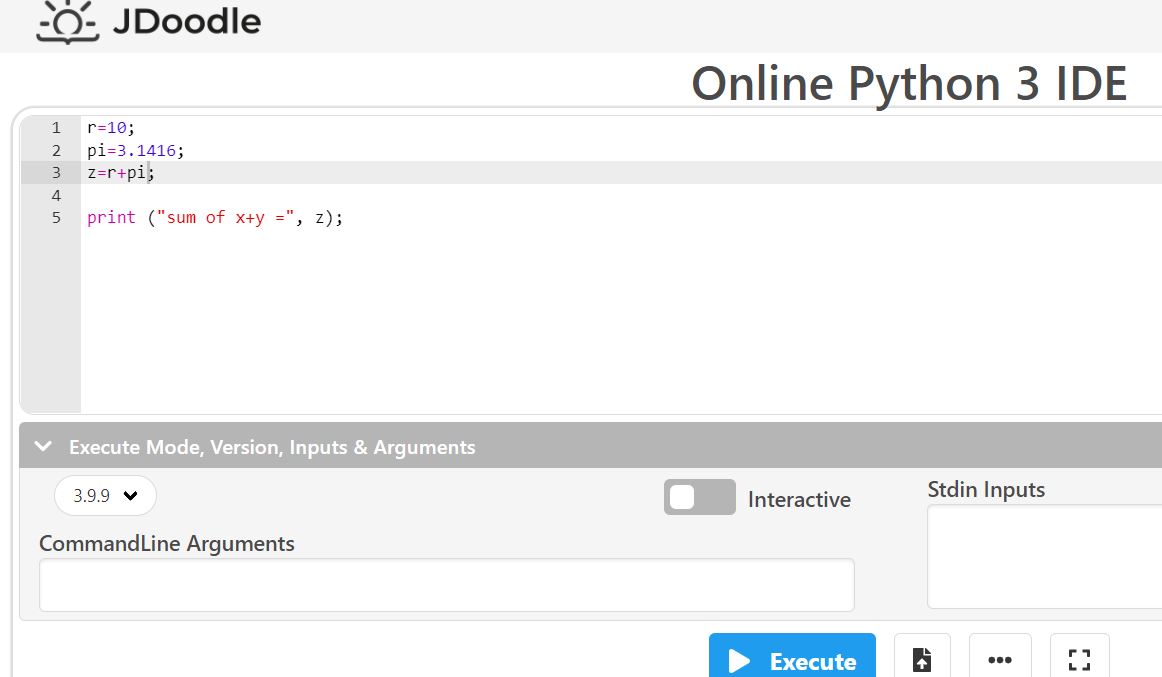 JDoodle
Online Python 3 IDE
1 r=10;
2 pi=3.1416;
3 z=r+pi;
4
5 print ("sum of x+y =", z);
Execute Mode, Version, Inputs & Arguments
3.9.9
Interactive
Stdin Inputs
CommandLine Arguments
Execute